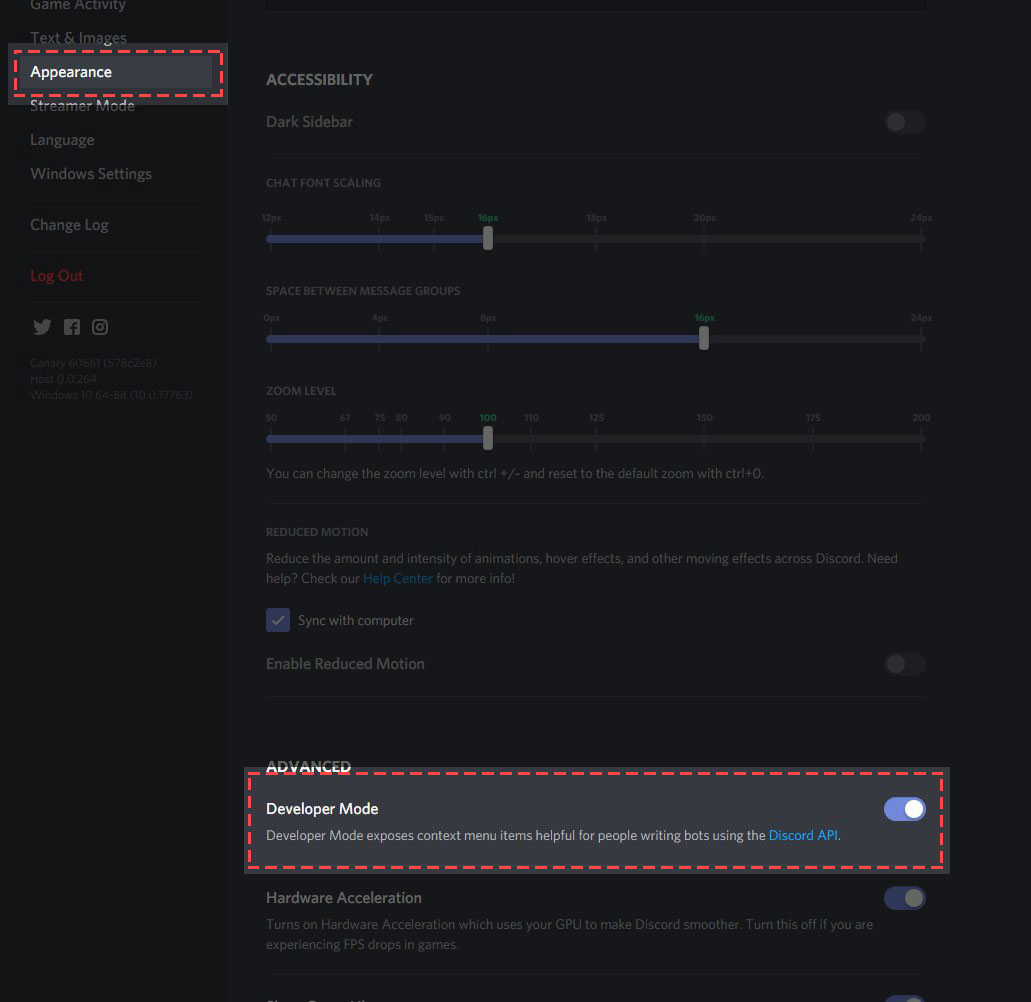 Game Activity
Text & Images
Appearance
Streamer Mode
Language
Windows Settings
Change Log
Log Out
Canary 60661 (578c2e8)
Host 0.0.264
Windows 10 64-Bit (10.0.17763)
ACCESSIBILITY
Dark Sidebar
CHAT FONT SCALING
12px 14px 15px 16px 18px 20px 24px
SPACE BETWEEN MESSAGE GROUPS
0px 4px 8px 16px 24px
ZOOM LEVEL
50 67 75 80 90 100 110 125 150 175 200
You can change the zoom level with ctrl +/- and reset to the default zoom with ctrl+0.
REDUCED MOTION
Reduce the amount and intensity of animations, hover effects, and other moving effects across Discord. Need
help? Check our Help Center for more info!
Sync with computer
Enable Reduced Motion
ADVANCED
Developer Mode
Developer Mode exposes context menu items helpful for people writing bots using the Discord API.
Hardware Acceleration
Turns on Hardware Acceleration which uses your GPU to make Discord smoother. Turn this off if you are
experiencing FPS drops in games.